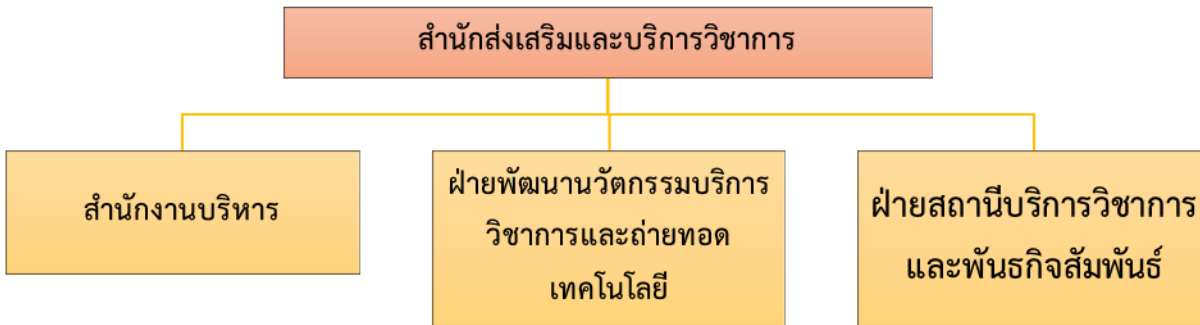 สำนักส่งเสริมและบริการวิชาการ
สำนักงานบริหาร
ฝ่ายพัฒนานวัตกรรมบริการ
วิชาการและถ่ายทอด
เทคโนโลยี
ฝ่ายสถานีบริการวิชาการ
และพันธกิจสัมพันธ์